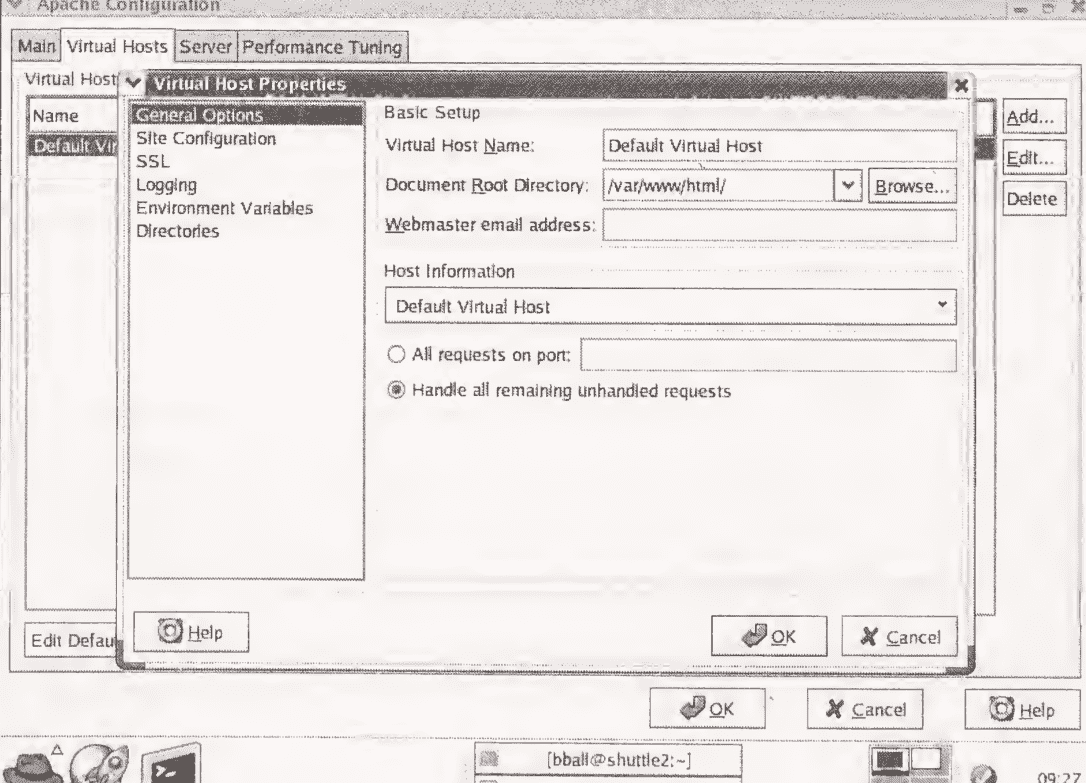 Apache Configuration
Main Virtual Hosts Server Performance Tuning
Virtual Host
Name
Default Vir
Add...
Edit...
Delete
Edit Defau
Virtual Host Properties
General Options
Site Configuration
SSL
Logging
Environment Variables
Directories
Basic Setup
Virtual Host Name: Default Virtual Host
Document Root Directory: /var/www/html/ Browse...
Webmaster email address:
Host Information
Default Virtual Host
All requests on port:
Handle all remaining unhandled requests
Help OK Cancel
OK Cancel Help
[bball@shuttle2:~]
09:27